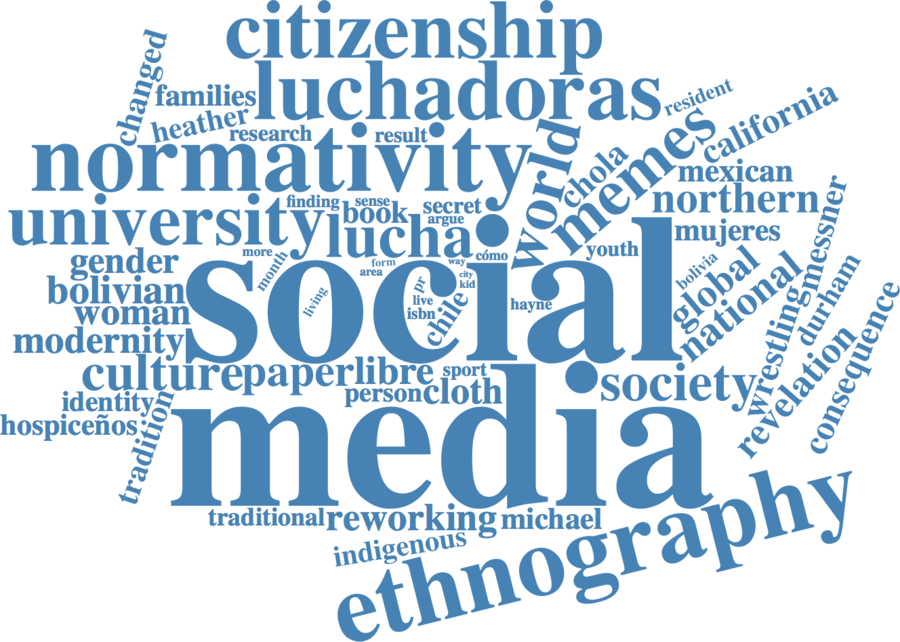 citizenship
luchadoras
changed
families
heather
research
result
resident
california
normativity
world
chola
memes
mexican
northern
university
finding
sense
book
secret
argue
lucha
cómo
youth
mujeres
messner
gender
more
month
form
area
way
city
kid
pr
bolivia
global
national
durham
bolivian
woman
social
living
live
isbn
chile
hayne
wrestling
consequence
modernity
culture
paper
libre
sport
person
cloth
society
revelation
identity
hospiceños
tradition
media
traditional
reworking
michael
indigenous
ethnography